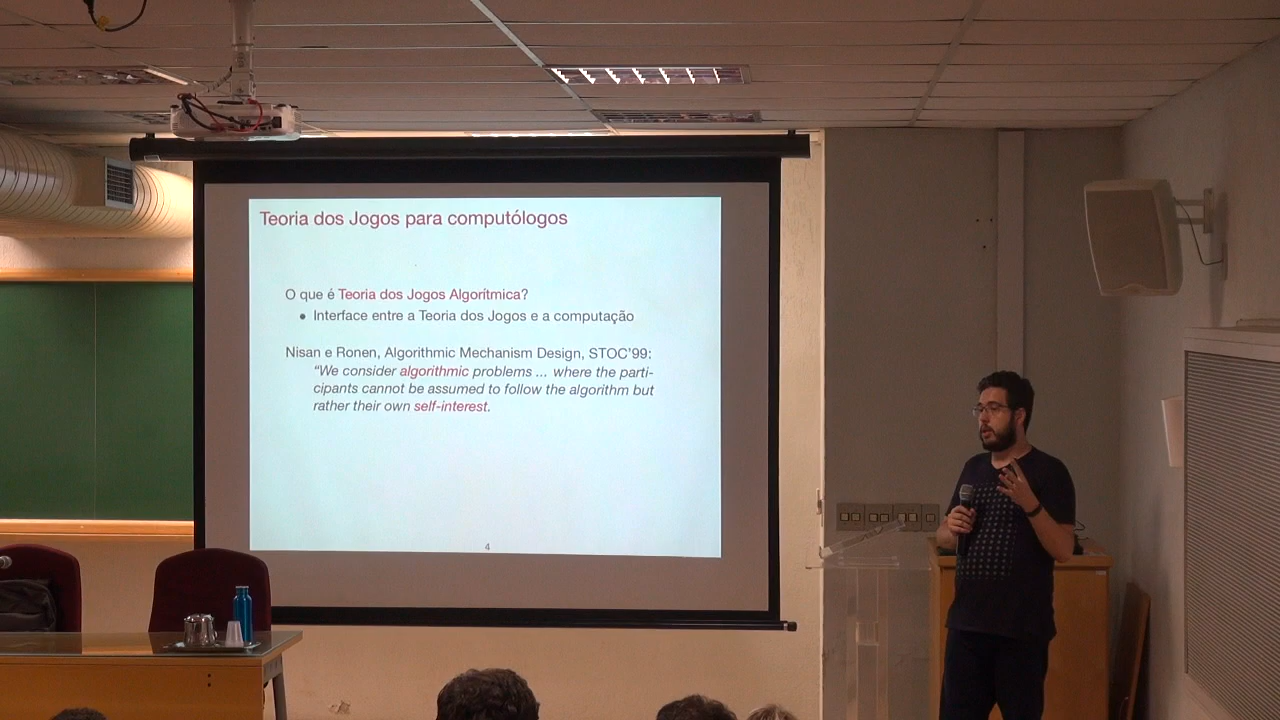 Teoria dos Jogos para computólogos
O que é Teoria dos Jogos Algorítmica?
• Interface entre a Teoria dos Jogos e a computação
Nisan e Ronen, Algorithmic Mechanism Design, STOC'99:
“We consider algorithmic problems ... where the parti-
cipants cannot be assumed to follow the algorithm but
rather their own self-interest.
4